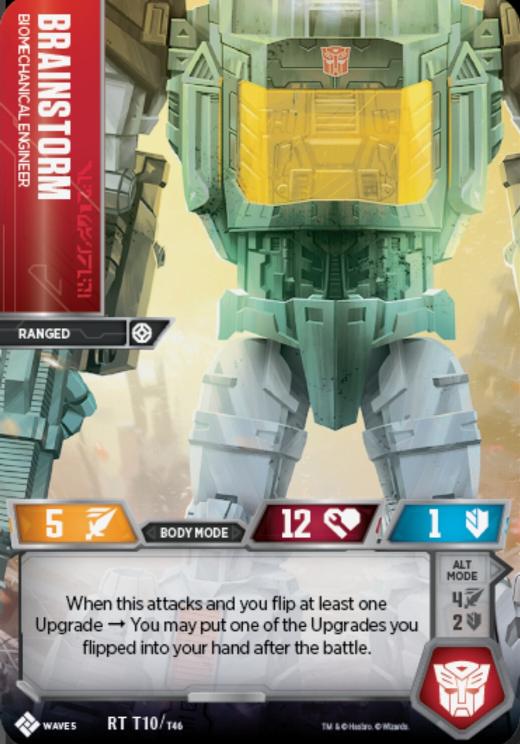 BRAINSTORM
BIOMECHANICAL ENGINEER
RANGED
5
BODY MODE
12
1
When this attacks and you flip at least one
Upgrade → You may put one of the Upgrades you
flipped into your hand after the battle.
ALT
MODE
4
2
WAVE 5
RT T10/T46
TM & © Hasbro. © Wizards.